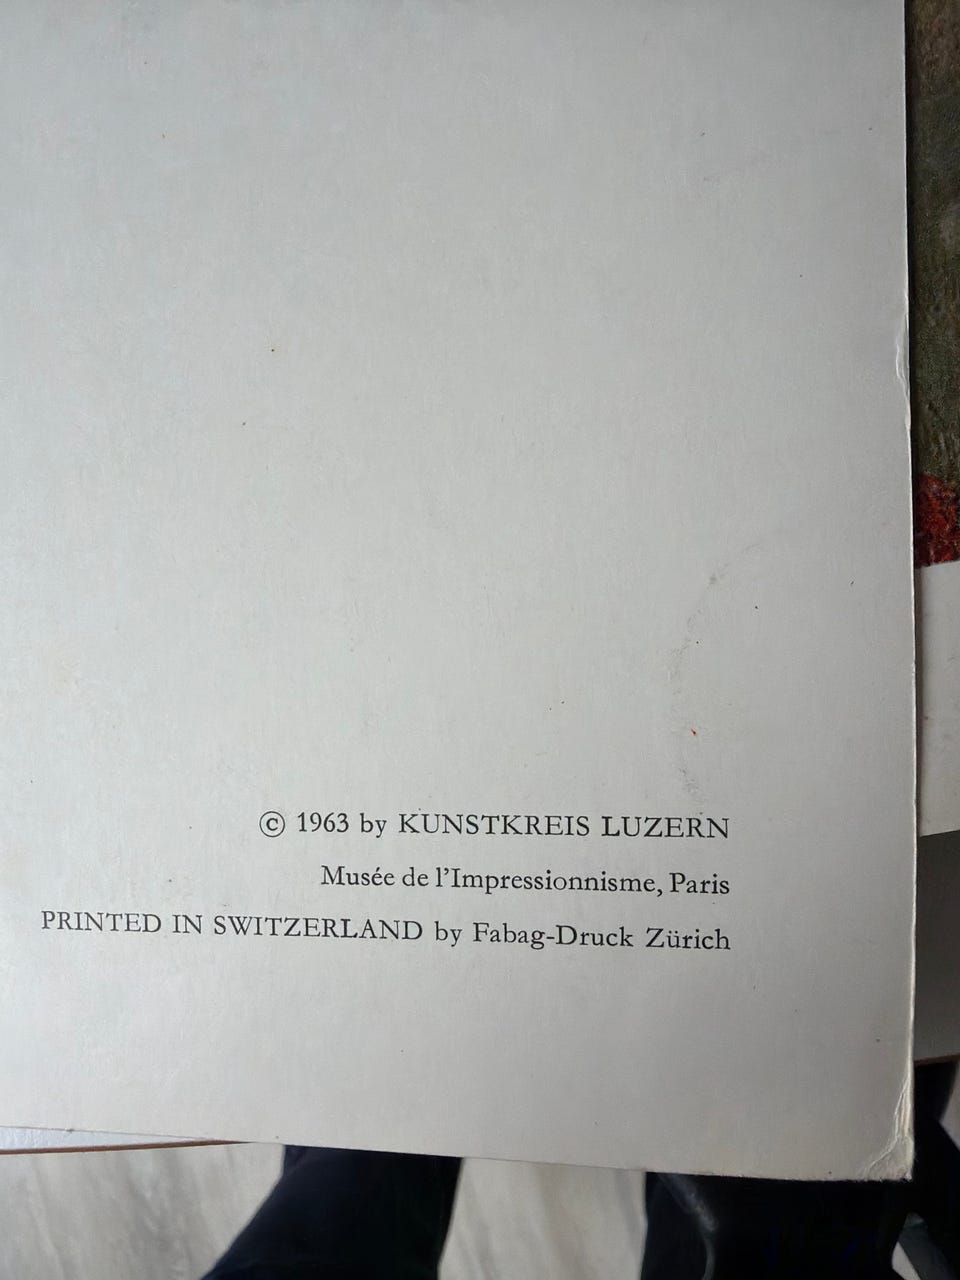 © 1963 by KUNSTKREIS LUZERN
Musée de l’Impressionnisme, Paris
PRINTED IN SWITZERLAND by Fabag-Druck Zürich